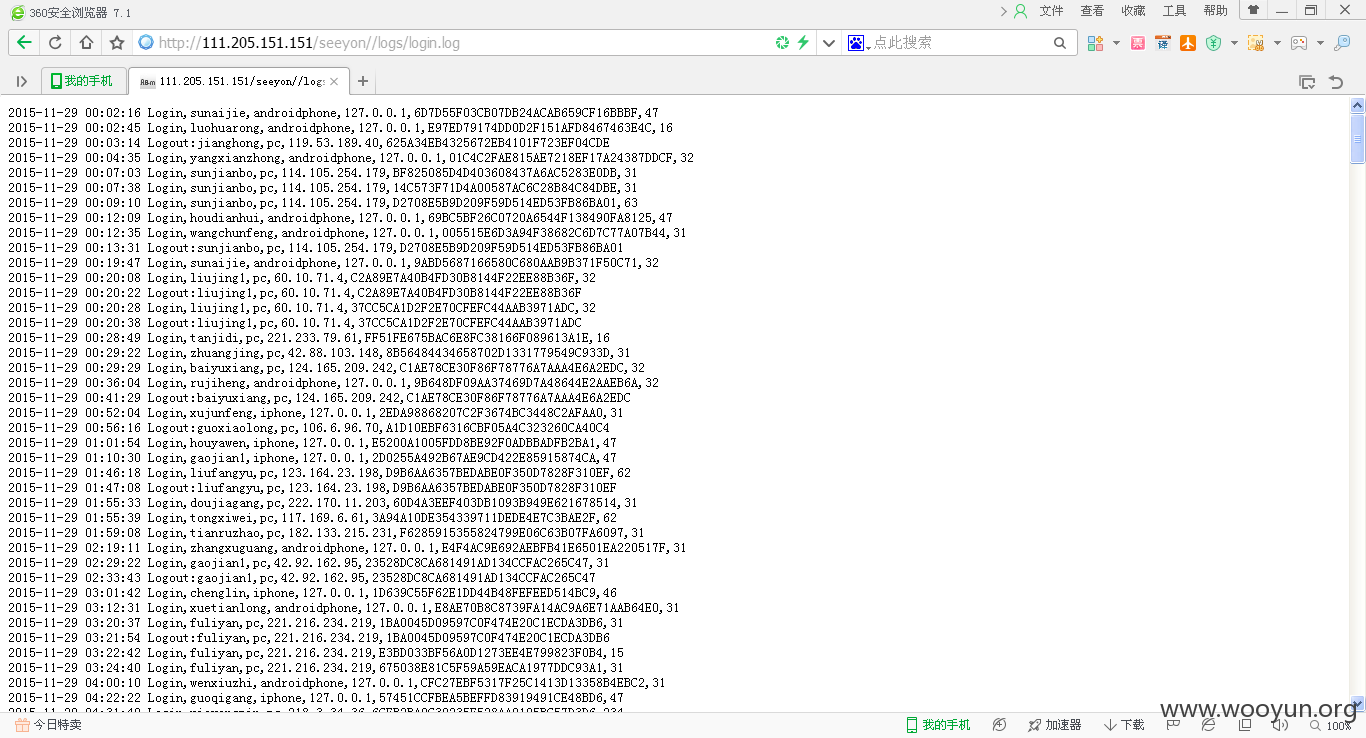 360安全浏览器 7.1
文件 查看 收藏 工具 帮助
http://111.205.151.151/seeyon//logs/login.log
点此搜索
我的手机
111.205.151.151/seeyon//log:
2015-11-29 00:02:16 Login,sunaijie,androidphone,127.0.0.1,6D7D55F03CB07DB24ACAB659CF16BBBF,47
2015-11-29 00:02:45 Login,luohuarong,androidphone,127.0.0.1,E97ED79174DD0D2F151AFD8467463E4C,16
2015-11-29 00:03:14 Logout:jianghong,pc,119.53.189.40,625A34EB4325672EB4101F723EF04CDE
2015-11-29 00:04:35 Login,yangxianzhong,androidphone,127.0.0.1,01C4C2FAE815AE7218EF17A24387DDCF,32
2015-11-29 00:07:03 Login,sunjianbo,pc,114.105.254.179,BF825085D4D403608437A6AC5283E0DB,31
2015-11-29 00:07:38 Login,sunjianbo,pc,114.105.254.179,14C573F71D4A00587AC6C28B84C84DBE,31
2015-11-29 00:09:10 Login,sunjianbo,pc,114.105.254.179,D2708E5B9D209F59D514ED53FB86BA01,63
2015-11-29 00:12:09 Login,houdianhui,androidphone,127.0.0.1,69BC5BF26C0720A6544F138490FA8125,47
2015-11-29 00:12:35 Login,wangchunfeng,androidphone,127.0.0.1,005515E6D3A94F38682C6D7C77A07B44,31
2015-11-29 00:13:31 Logout:sunjianbo,pc,114.105.254.179,D2708E5B9D209F59D514ED53FB86BA01
2015-11-29 00:19:47 Login,sunaijie,androidphone,127.0.0.1,9ABD5687166580C680AAB9B371F50C71,32
2015-11-29 00:20:08 Login,liujing1,pc,60.10.71.4,C2A89E7A40B4FD30B8144F22EE88B36F,32
2015-11-29 00:20:22 Logout:liujing1,pc,60.10.71.4,C2A89E7A40B4FD30B8144F22EE88B36F
2015-11-29 00:20:28 Login,liujing1,pc,60.10.71.4,37CC5CA1D2F2E70CFEFC44AAB3971ADC,32
2015-11-29 00:20:38 Logout:liujing1,pc,60.10.71.4,37CC5CA1D2F2E70CFEFC44AAB3971ADC
2015-11-29 00:28:49 Login,tanjidi,pc,221.233.79.61,FF51FE675BAC6E8FC38166F089613A1E,16
2015-11-29 00:29:22 Login,zhuangjing,pc,42.88.103.148,8B56484434658702D1331779549C933D,31
2015-11-29 00:29:29 Login,baiyuxiang,pc,124.165.209.242,C1AE78CE30F86F78776A7AAA4E6A2EDC,32
2015-11-29 00:36:04 Login,rujiheng,androidphone,127.0.0.1,9B648DF09AA37469D7A48644E2AAEB6A,32
2015-11-29 00:41:29 Logout:baiyuxiang,pc,124.165.209.242,C1AE78CE30F86F78776A7AAA4E6A2EDC
2015-11-29 00:52:04 Login,xujunfeng,iphone,127.0.0.1,2EDA98868207C2F3674BC3448C2AFAA0,31
2015-11-29 00:56:16 Logout:guoxiaolong,pc,106.6.96.70,A1D10EBF6316CBF05A4C323260CA40C4
2015-11-29 01:01:54 Login,houyawen,iphone,127.0.0.1,E5200A1005FDD8BE92F0ADBBADFB2BA1,47
2015-11-29 01:10:30 Login,gaojian1,iphone,127.0.0.1,2D0255A492B67AE9CD422E85915874CA,47
2015-11-29 01:46:18 Login,liufangyu,pc,123.164.23.198,D9B6AA6357BEDABE0F350D7828F310EF,62
2015-11-29 01:47:08 Logout:liufangyu,pc,123.164.23.198,D9B6AA6357BEDABE0F350D7828F310EF
2015-11-29 01:55:33 Login,doujiagang,pc,222.170.11.203,60D4A3EEF403DB1093B949E621678514,31
2015-11-29 01:55:39 Login,tongxiwei,pc,117.169.6.61,3A94A10DE354339711DEDE4E7C3BAE2F,62
2015-11-29 01:59:08 Login,tianruzhao,pc,182.133.215.231,F6285915355824799E06C63B07FA6097,31
2015-11-29 02:19:11 Login,zhangxuguang,androidphone,127.0.0.1,E4F4AC9E692AEBFB41E6501EA220517F,31
2015-11-29 02:29:22 Login,gaojian1,pc,42.92.162.95,23528DC8CA681491AD134CCFAC265C47,31
2015-11-29 02:33:43 Logout:gaojian1,pc,42.92.162.95,23528DC8CA681491AD134CCFAC265C47
2015-11-29 03:01:42 Login,chenglin,iphone,127.0.0.1,1D639C55F62E1DD44B48FEFEED514BC9,46
2015-11-29 03:12:31 Login,xuetianlong,androidphone,127.0.0.1,E8AE70B8C8739FA14AC9A6E71AAB64E0,31
2015-11-29 03:20:37 Login,fuliyan,pc,221.216.234.219,1BA0045D09597C0F474E20C1ECDA3DB6,31
2015-11-29 03:21:54 Logout:fuliyan,pc,221.216.234.219,1BA0045D09597C0F474E20C1ECDA3DB6
2015-11-29 03:22:42 Login,fuliyan,pc,221.216.234.219,E3BD033BF56A0D1273EE4E799823F0B4,15
2015-11-29 03:24:40 Login,fuliyan,pc,221.216.234.219,675038E81C5F59A59EACA1977DDC93A1,31
2015-11-29 04:00:10 Login,wenxiuzhi,androidphone,127.0.0.1,CFC27EBF5317F25C1413D13358B4EBC2,31
2015-11-29 04:22:22 Login,guoqigang,iphone,127.0.0.1,57451CCFBEA5BEFFD83919491CE48BD6,47
www.wooyun.org
今日特卖
我的手机 加速器 下载 100%